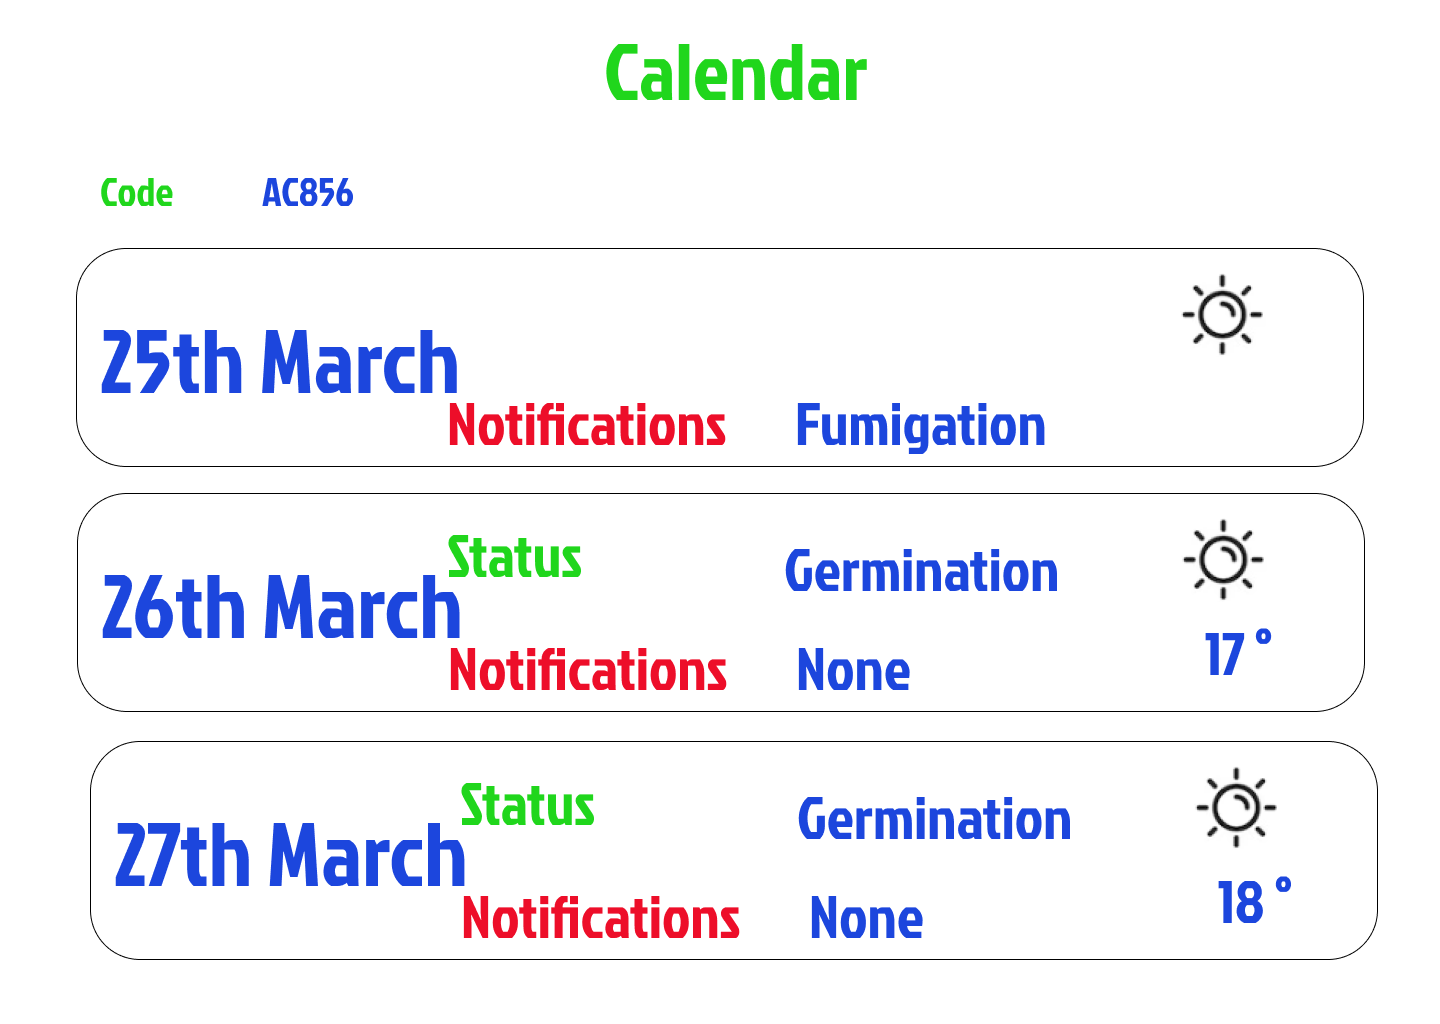 Calendar
Code AC856
25th March
Notifications Fumigation
Status Germination
26th March
Notifications None
17 °
Status Germination
27th March
Notifications None
18 °